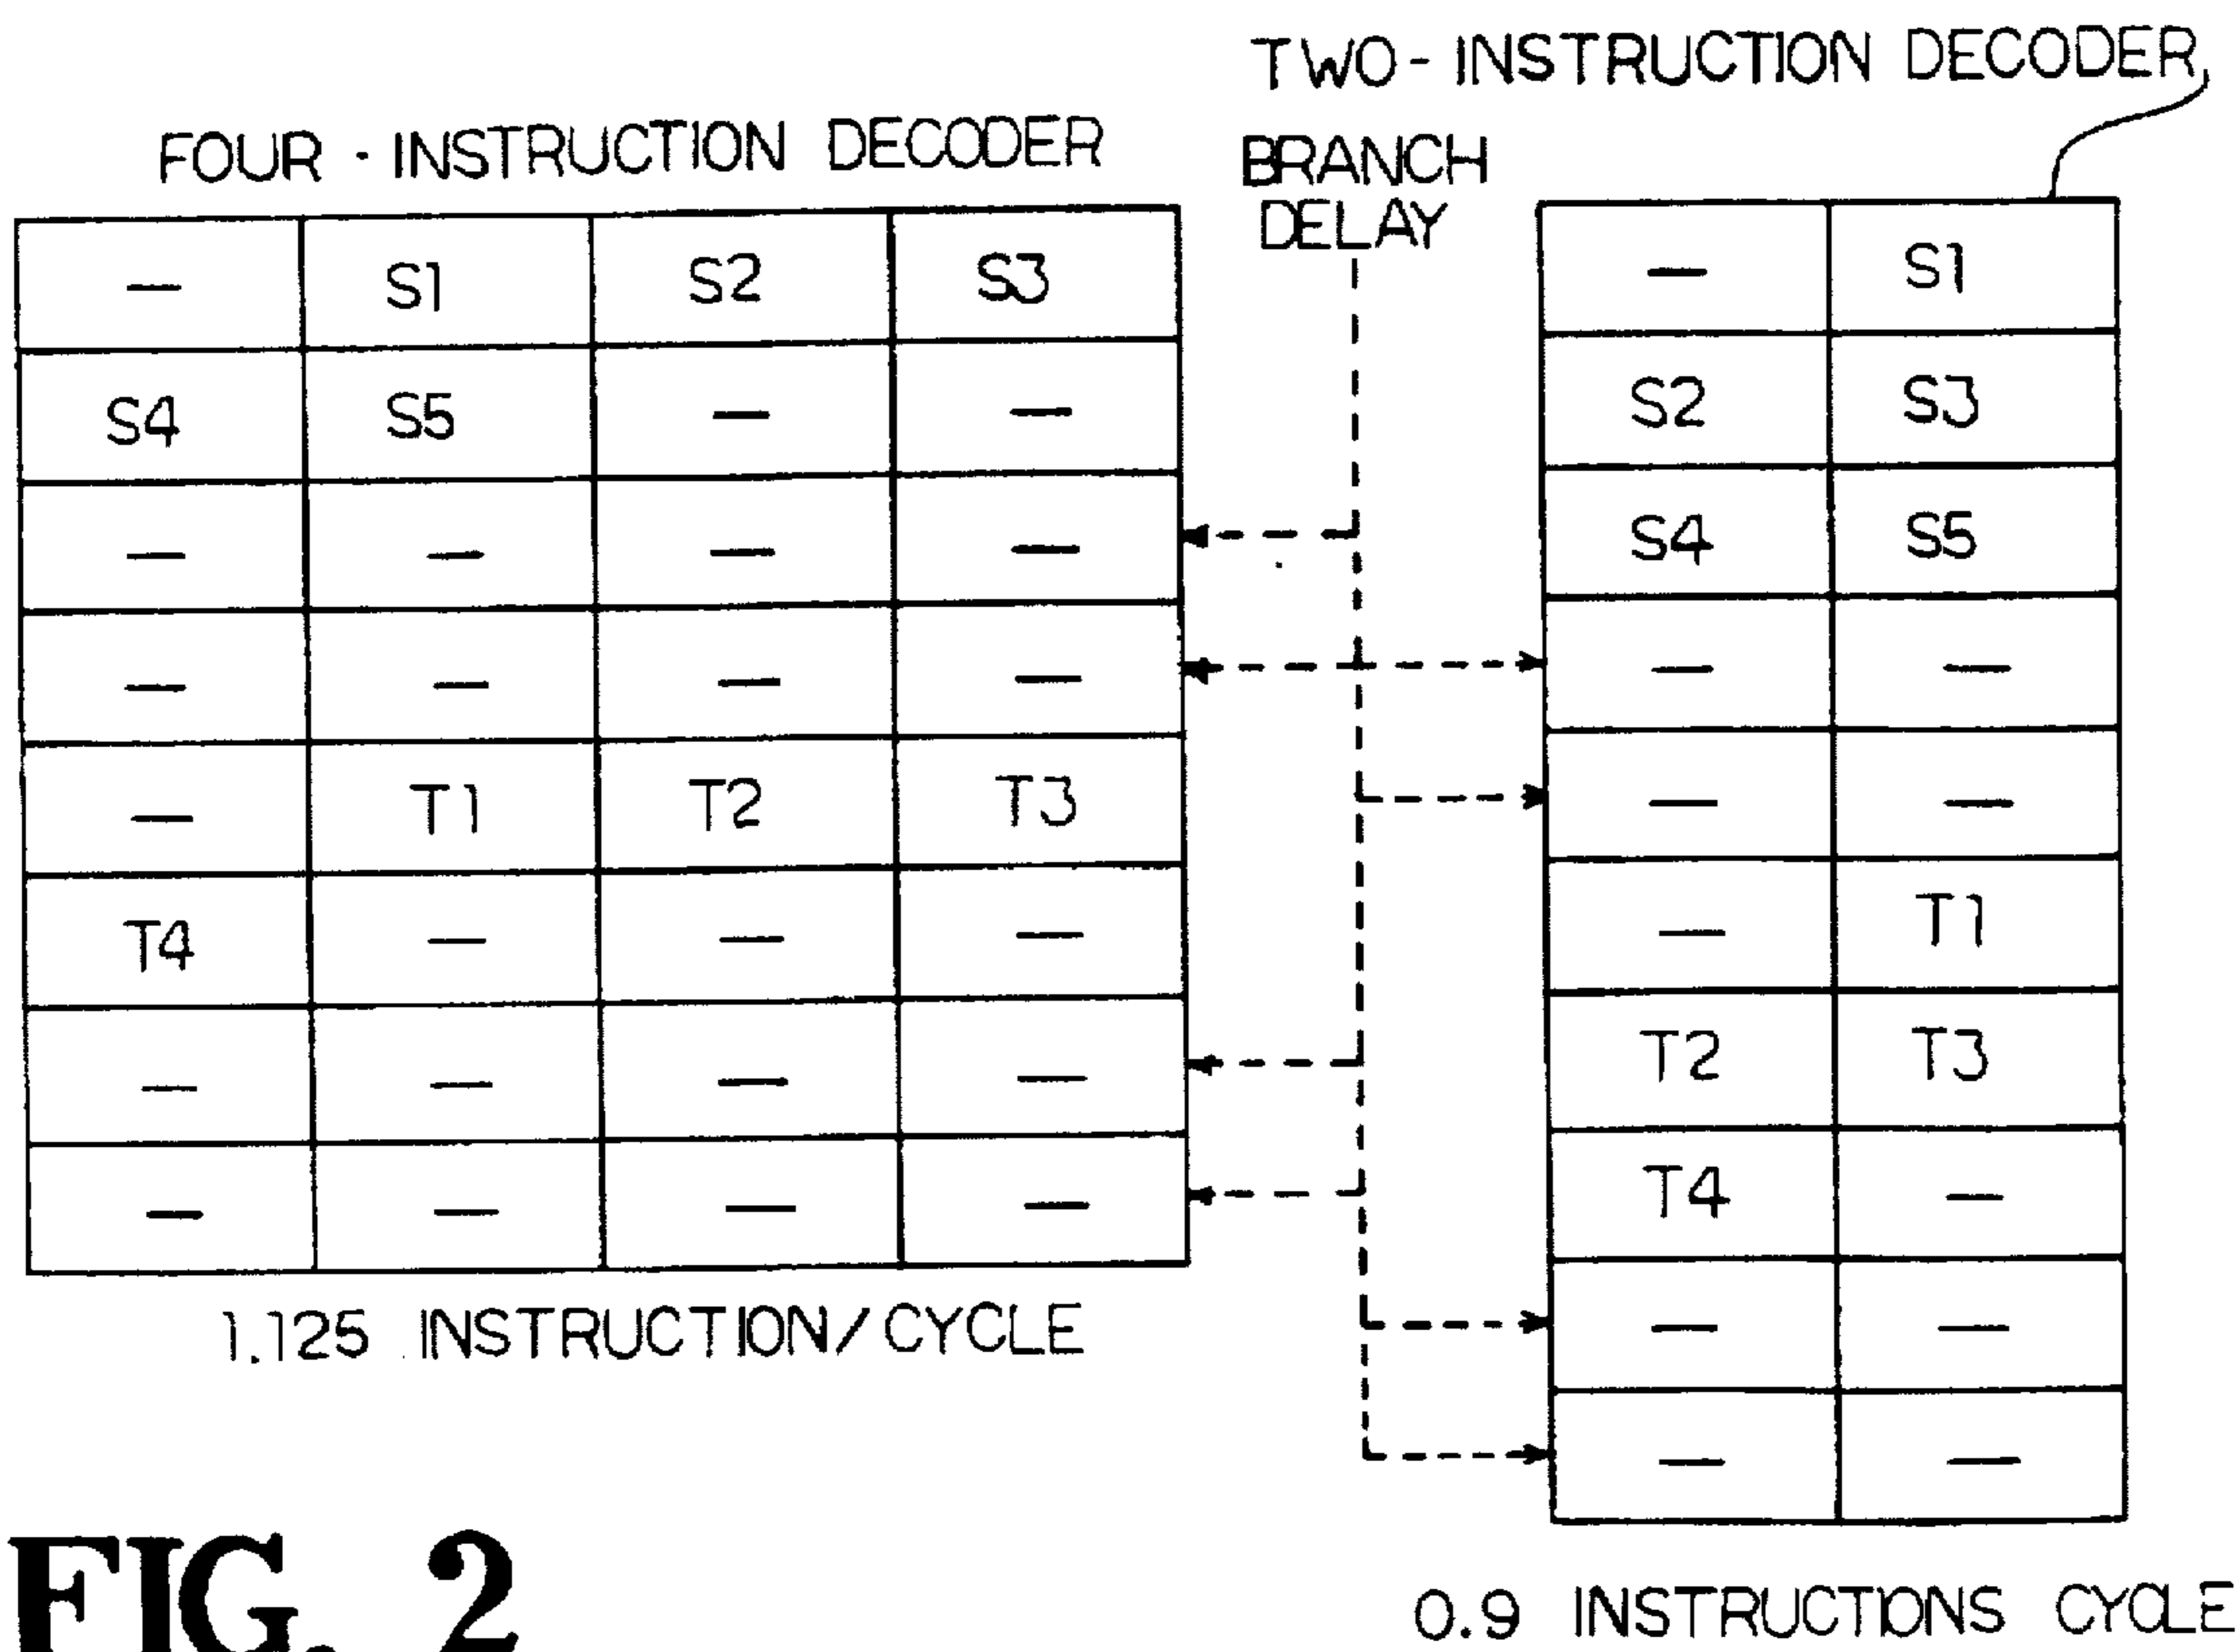 TWO-INSTRUCTION DECODER
FOUR-INSTRUCTION DECODER
BRANCH
DELAY
— S1 S2 S3
S4 S5 — —
— — — —
— — — —
— T1 T2 T3
T4 — — —
— — — —
— — — —
1.125 INSTRUCTION/CYCLE
— S1
S2 S3
S4 S5
— —
— —
— T1
T2 T3
T4 —
— —
— —
0.9 INSTRUCTIONS CYCLE
FIG. 2